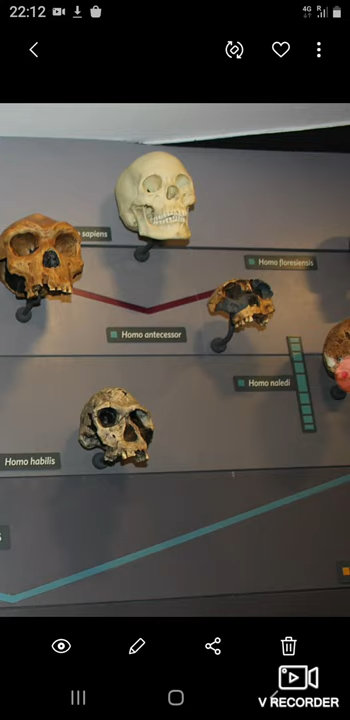 22:12
4G R
sapiens
Homo floresiensis
Homo antecessor
Homo naledi
Homo habilis
s
V RECORDER